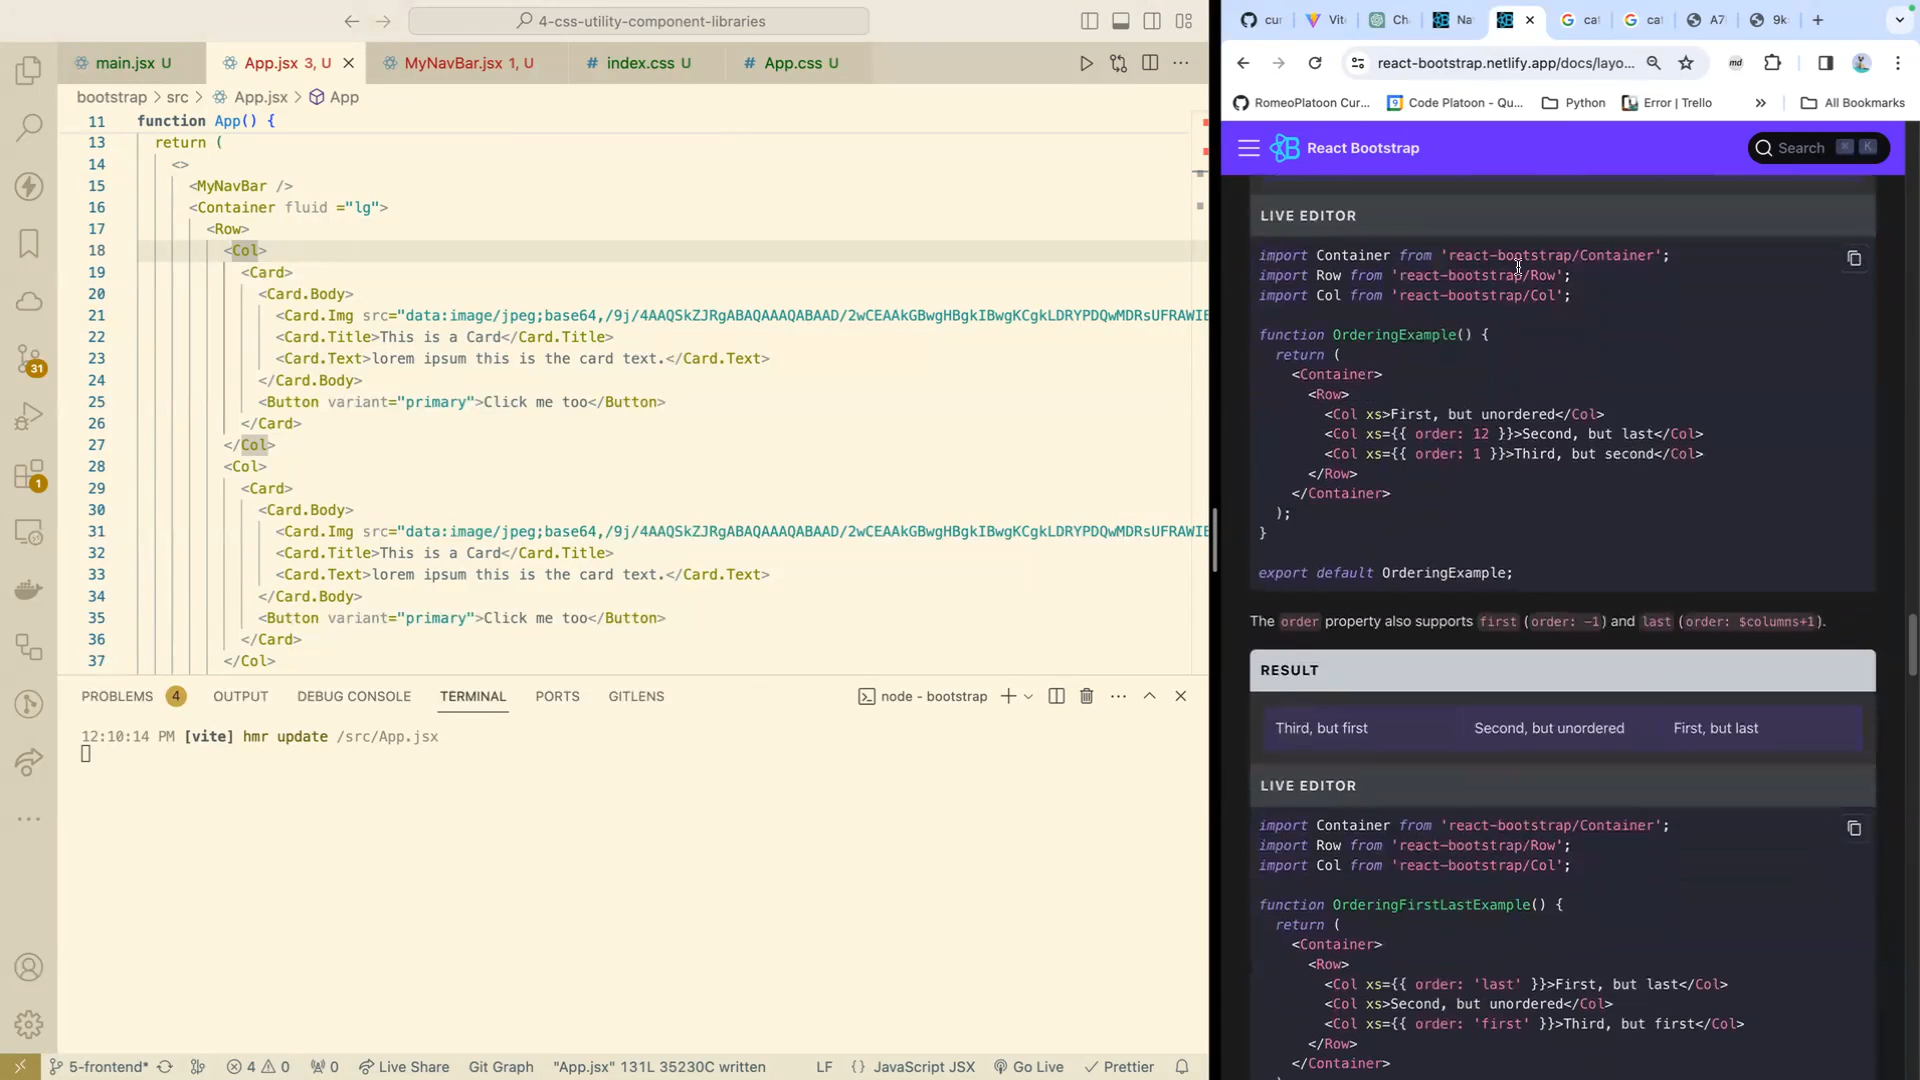 4-css-utility-component-libraries
main.jsx U
App.jsx 3, U
MyNavBar.jsx 1, U
# index.css U
# App.css U
bootstrap > src > App.jsx > App
11 function App() {
13 return (
14 <>
15 <MyNavBar />
16 <Container fluid ="lg">
17 <Row>
18 <Col>
19 <Card>
20 <Card.Body>
21 <Card.Img src="data:image/jpeg;base64,/9j/4AAQSkZJRgABAQAAAQABAAD/2wCEAAkGBwgHBgkIBwgKCgkLDRYPDQwMDRsUFRAWIB
22 <Card.Title>This is a Card</Card.Title>
23 <Card.Text>lorem ipsum this is the card text.</Card.Text>
24 </Card.Body>
25 <Button variant="primary">Click me too</Button>
26 </Card>
27 </Col>
28 <Col>
29 <Card>
30 <Card.Body>
31 <Card.Img src="data:image/jpeg;base64,/9j/4AAQSkZJRgABAQAAAQABAAD/2wCEAAkGBwgHBgkIBwgKCgkLDRYPDQwMDRsUFRAWIB
32 <Card.Title>This is a Card</Card.Title>
33 <Card.Text>lorem ipsum this is the card text.</Card.Text>
34 </Card.Body>
35 <Button variant="primary">Click me too</Button>
36 </Card>
37 </Col>
PROBLEMS 4 OUTPUT DEBUG CONSOLE TERMINAL PORTS GITLENS
node - bootstrap
12:10:14 PM [vite] hmr update /src/App.jsx
31
1
5-frontend* 4 0 0 Live Share Git Graph "App.jsx" 131L 35230C written LF {} JavaScript JSX Go Live Prettier
cur Vite Ch Na cat cat A7 9k
react-bootstrap.netlify.app/docs/layo...
md
RomeoPlatoon Cur... Code Platoon - Qu... Python Error | Trello » All Bookmarks
React Bootstrap
Search ⌘ K
LIVE EDITOR
import Container from 'react-bootstrap/Container';
import Row from 'react-bootstrap/Row';
import Col from 'react-bootstrap/Col';
function OrderingExample() {
return (
<Container>
<Row>
<Col xs>First, but unordered</Col>
<Col xs={{ order: 12 }}>Second, but last</Col>
<Col xs={{ order: 1 }}>Third, but second</Col>
</Row>
</Container>
);
}
export default OrderingExample;
The order property also supports first (order: -1) and last (order: $columns+1).
RESULT
Third, but first Second, but unordered First, but last
LIVE EDITOR
import Container from 'react-bootstrap/Container';
import Row from 'react-bootstrap/Row';
import Col from 'react-bootstrap/Col';
function OrderingFirstLastExample() {
return (
<Container>
<Row>
<Col xs={{ order: 'last' }}>First, but last</Col>
<Col xs>Second, but unordered</Col>
<Col xs={{ order: 'first' }}>Third, but first</Col>
</Row>
</Container>